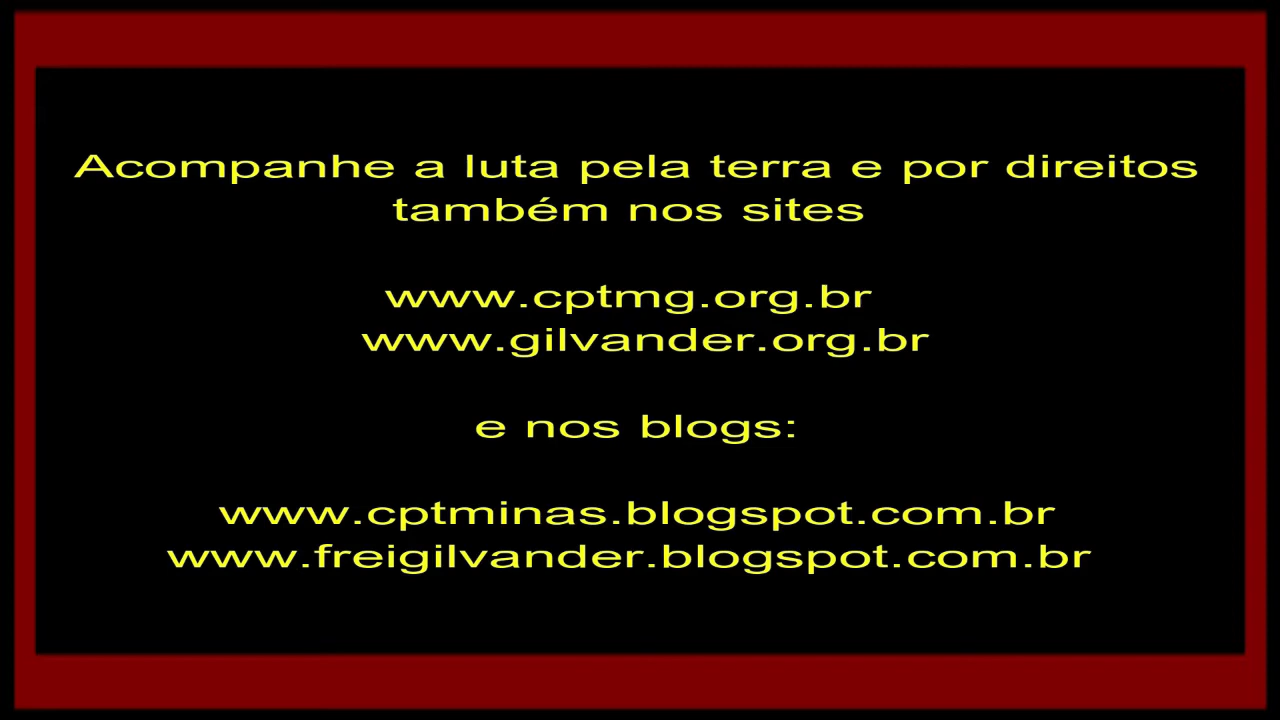 Acompanhe a luta pela terra e por direitos
também nos sites
www.cptmg.org.br
www.gilvander.org.br
e nos blogs:
www.cptminas.blogspot.com.br
www.freigilvander.blogspot.com.br